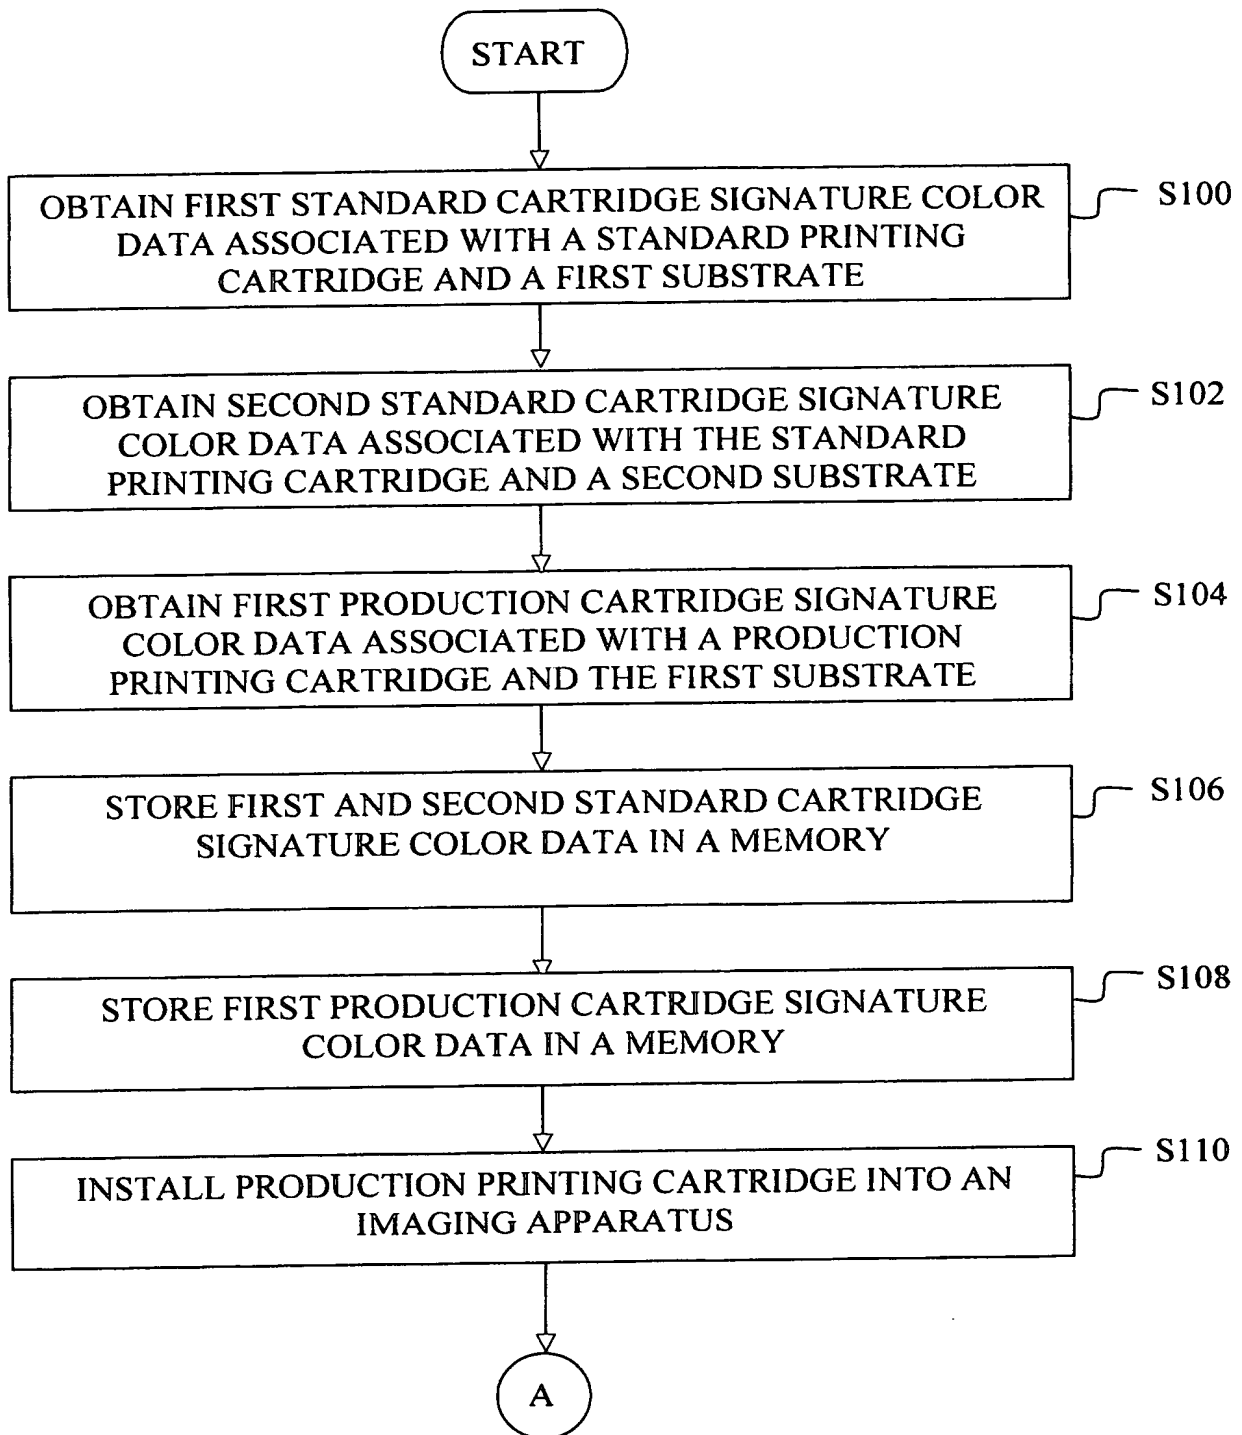 START
OBTAIN FIRST STANDARD CARTRIDGE SIGNATURE COLOR
DATA ASSOCIATED WITH A STANDARD PRINTING
CARTRIDGE AND A FIRST SUBSTRATE
S100
OBTAIN SECOND STANDARD CARTRIDGE SIGNATURE
COLOR DATA ASSOCIATED WITH THE STANDARD
PRINTING CARTRIDGE AND A SECOND SUBSTRATE
S102
OBTAIN FIRST PRODUCTION CARTRIDGE SIGNATURE
COLOR DATA ASSOCIATED WITH A PRODUCTION
PRINTING CARTRIDGE AND THE FIRST SUBSTRATE
S104
STORE FIRST AND SECOND STANDARD CARTRIDGE
SIGNATURE COLOR DATA IN A MEMORY
S106
STORE FIRST PRODUCTION CARTRIDGE SIGNATURE
COLOR DATA IN A MEMORY
S108
INSTALL PRODUCTION PRINTING CARTRIDGE INTO AN
IMAGING APPARATUS
S110
A